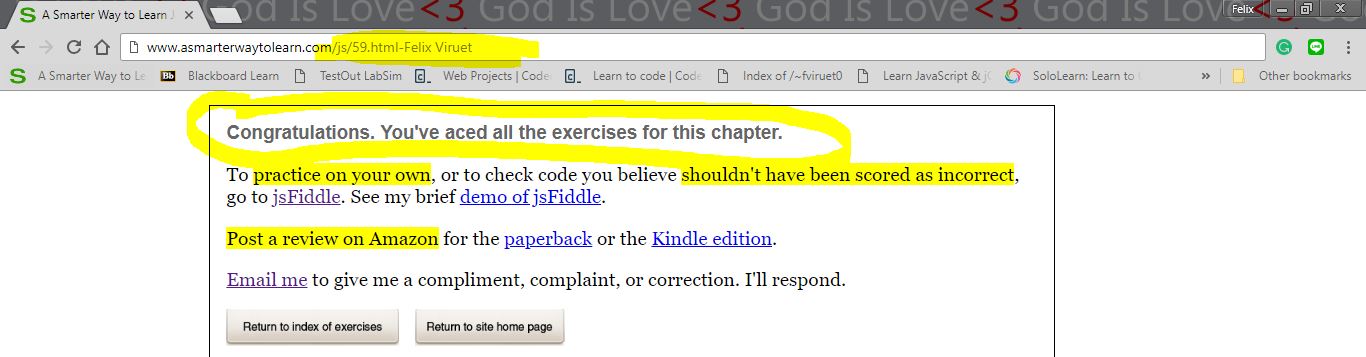 God Is Love<3 God Is Love<3 God Is Love<3 God
A Smarter Way to Learn J
Felix
www.asmarterwaytolearn.com/js/59.html-Felix Viruet
A Smarter Way to Le Blackboard Learn TestOut LabSim Web Projects | Codec Learn to code | Code Index of /~fviruet0 Learn JavaScript & jC SoloLearn: Learn to » Other bookmarks
Congratulations. You've aced all the exercises for this chapter.
To practice on your own, or to check code you believe shouldn't have been scored as incorrect,
go to jsFiddle. See my brief demo of jsFiddle.
Post a review on Amazon for the paperback or the Kindle edition.
Email me to give me a compliment, complaint, or correction. I'll respond.
Return to index of exercises Return to site home page